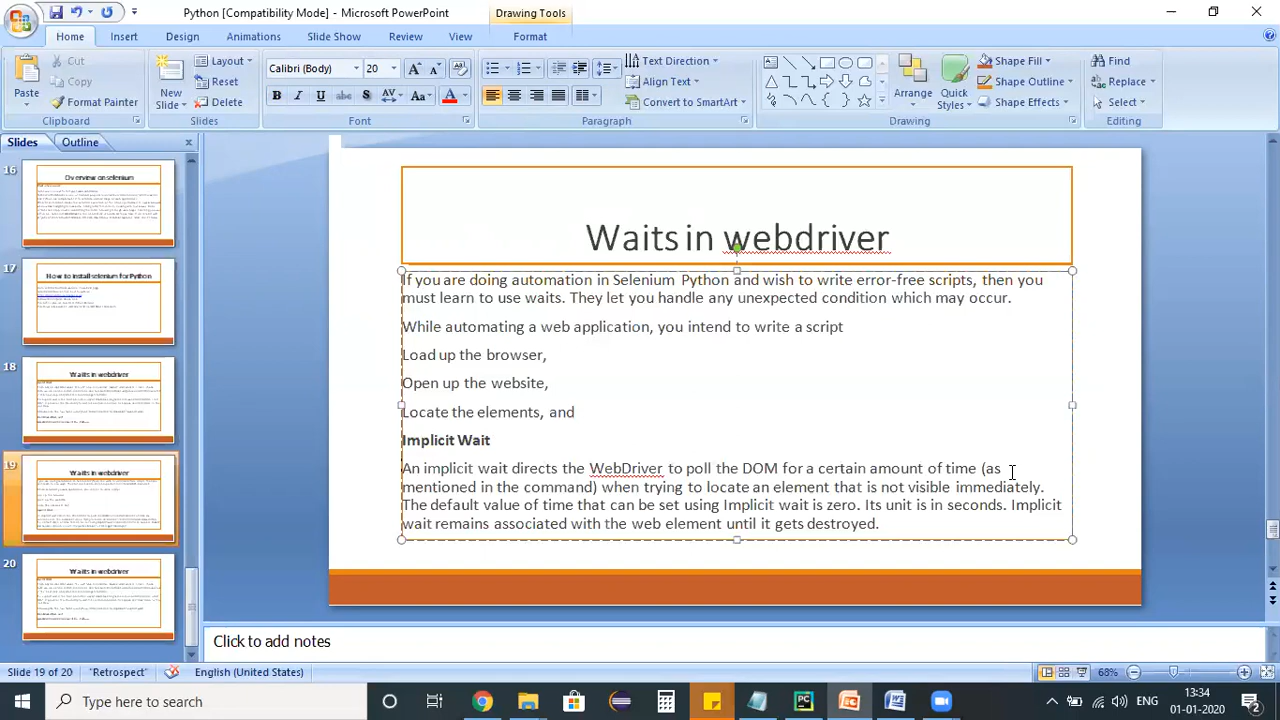 Python [Compatibility Mode] - Microsoft PowerPoint
Drawing Tools
Home Insert Design Animations Slide Show Review View Format
Paste
Cut
Copy
Format Painter
Clipboard
New Slide
Layout
Reset
Delete
Slides
Calibri (Body) 20
B I U abc S AV Aa A
Font
Text Direction
Align Text
Convert to SmartArt
Paragraph
Arrange
Quick Styles
Shape Fill
Shape Outline
Shape Effects
Drawing
Find
Replace
Select
Editing
Slides Outline
16
Overview on selenium
17
How to install selenium for Python
18
Waits in webdriver
19
Waits in webdriver
20
Waits in webdriver
Waits in webdriver
If you are doing automation in Selenium Python and wish to write error-free scripts, then you
must learn to use waits. They let you handle any unexpected condition which may occur.
While automating a web application, you intend to write a script
Load up the browser,
Open up the website,
Locate the elements, and
Implicit Wait
An implicit wait directs the WebDriver to poll the DOM for a certain amount of time (as
mentioned in the command) when trying to locate an element that is not visible immediately.
The default value of time that can be set using Implicit wait is zero. Its unit is in seconds. Implicit
wait remains associated with the web element until it gets destroyed.
Click to add notes
Slide 19 of 20 "Retrospect" English (United States) 68%
Type here to search
ENG
13:34
01-01-2020
2